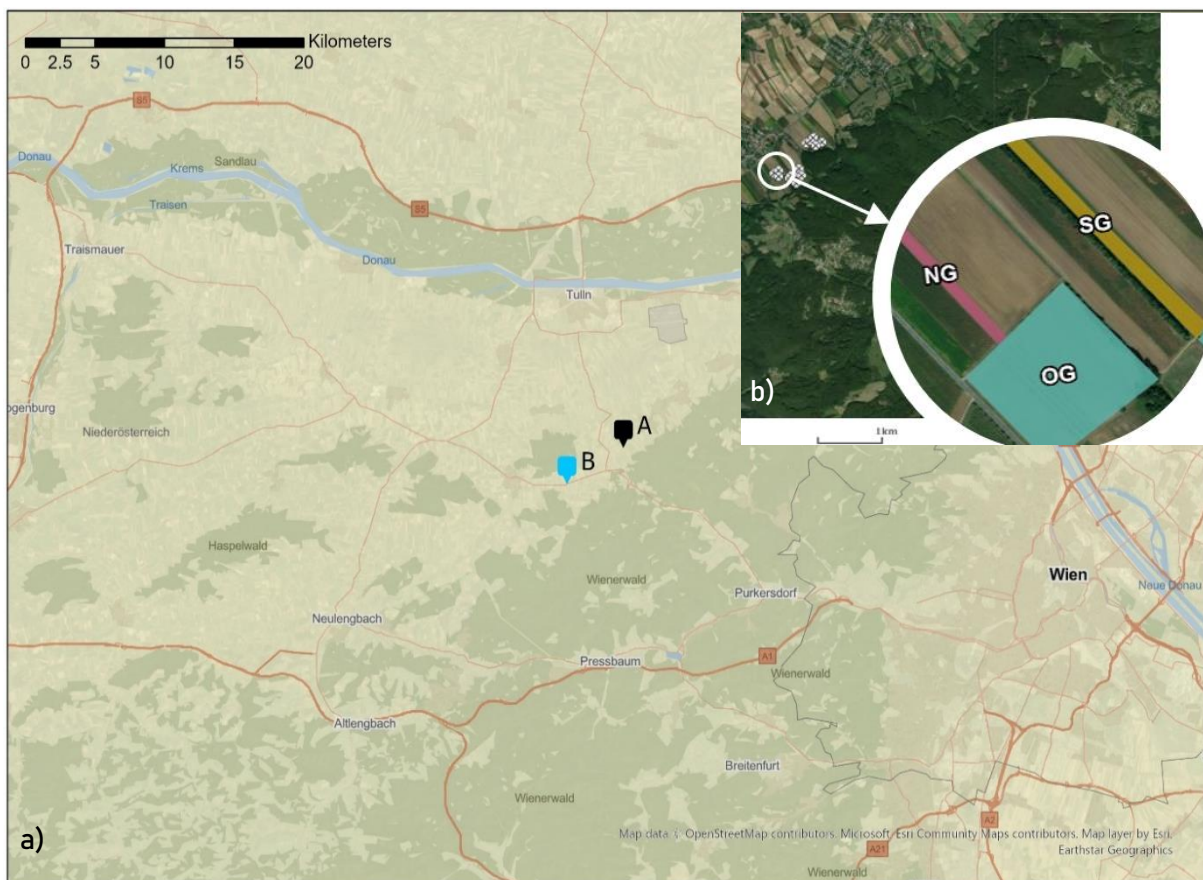 Kilometers
0 2.5 5 10 15 20
S5
Donau
Krems
Sandlau
Traisen
S5
Traismauer
Donau
Tulln
ogenburg
Niederösterreich
A
B
Haspelwald
Wienerwald
Neulengbach
Purkersdorf
Wien
Neue Donau
Pressbaum
A1
Wienerwald
Altlengbach
Breitenfurt
Wienerwald
A2
A21
Wienerwald
a)
Map data: © OpenStreetMap contributors, Microsoft, Esri Community Maps contributors, Map layer by Esri,
Earthstar Geographics
SG
NG
OG
b)
1 km